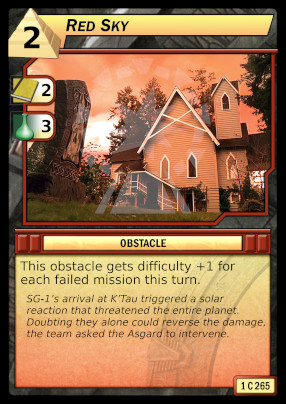 2 RED SKY
2
3
OBSTACLE
This obstacle gets difficulty +1 for
each failed mission this turn.
SG-1's arrival at K'Tau triggered a solar
reaction that threatened the entire planet.
Doubting they alone could reverse the damage,
the team asked the Asgard to intervene.
1 C 265